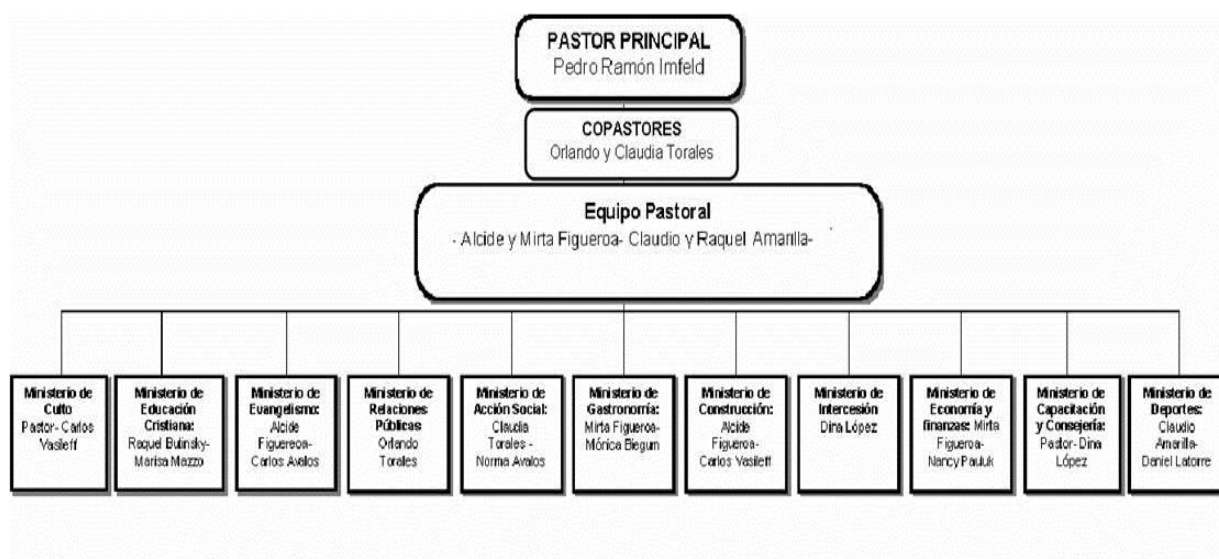 PASTOR PRINCIPAL
Pedro Ramón Imfeld
COPASTORES
Orlando y Claudia Torales
Equipo Pastoral
- Alcide y Mirta Figueroa- Claudio y Raquel Amarilla-
Ministerio de
Culto
Pastor- Carlos
Vasileff
Ministerio de
Educación
Cristiana:
Raquel Bulinsky-
Marisa Mazzo
Ministerio de
Evangelismo:
Alcide
Figuereoa-
Carlos Avalos
Ministerio de
Relaciones
Públicas
Orlando
Torales
Ministerio de
Acción Social:
Claudia
Torales -
Norma Avalos
Ministerio de
Gastronomía:
Mirta Figueroa-
Mónica Biegun
Ministerio de
Construcción:
Alcide
Figueroa-
Carlos Vasileff
Ministerio de
Intercesión
Dina López
Ministerio de
Economía y
finanzas: Mirta
Figueroa-
Nancy Pauluk
Ministerio de
Capacitación
y Consejería:
Pastor- Dina
López
Ministerio de
Deportes:
Claudio
Amarilla-
Daniel Latorre